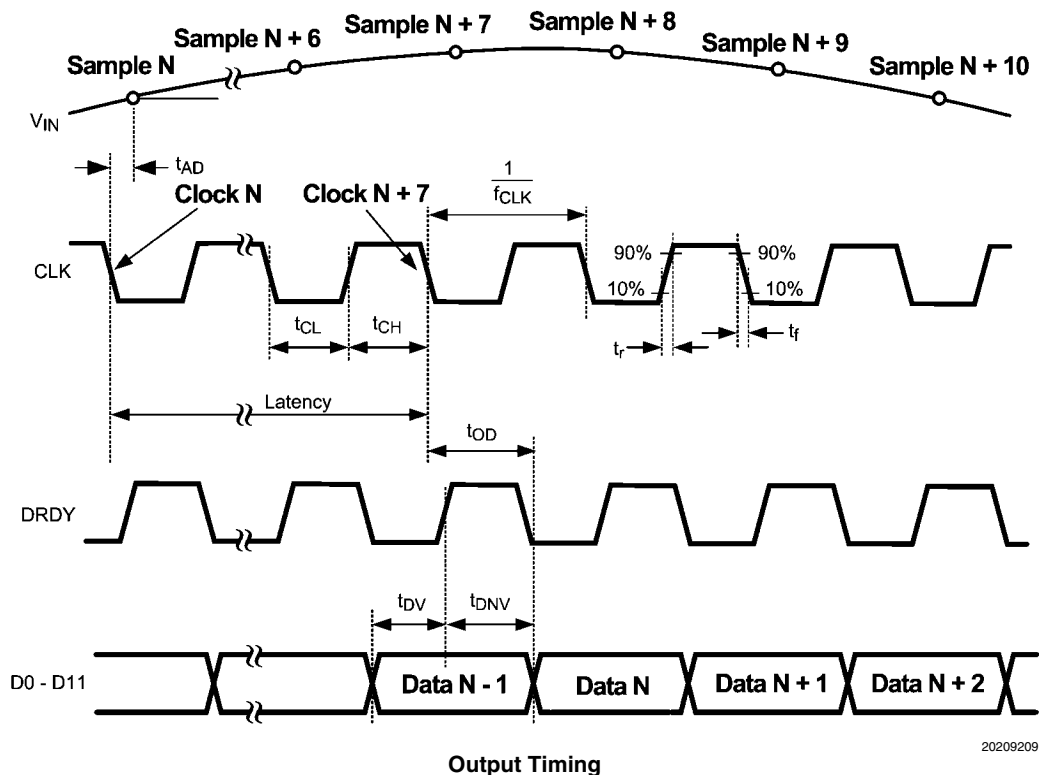 Sample N
Sample N + 6
Sample N + 7
Sample N + 8
Sample N + 9
Sample N + 10
VIN
tAD
Clock N
Clock N + 7
1
fCLK
CLK
90%
90%
10%
10%
tCL
tCH
tr
tf
Latency
tOD
DRDY
tDV
tDNV
D0 - D11
Data N - 1
Data N
Data N + 1
Data N + 2
20209209
Output Timing